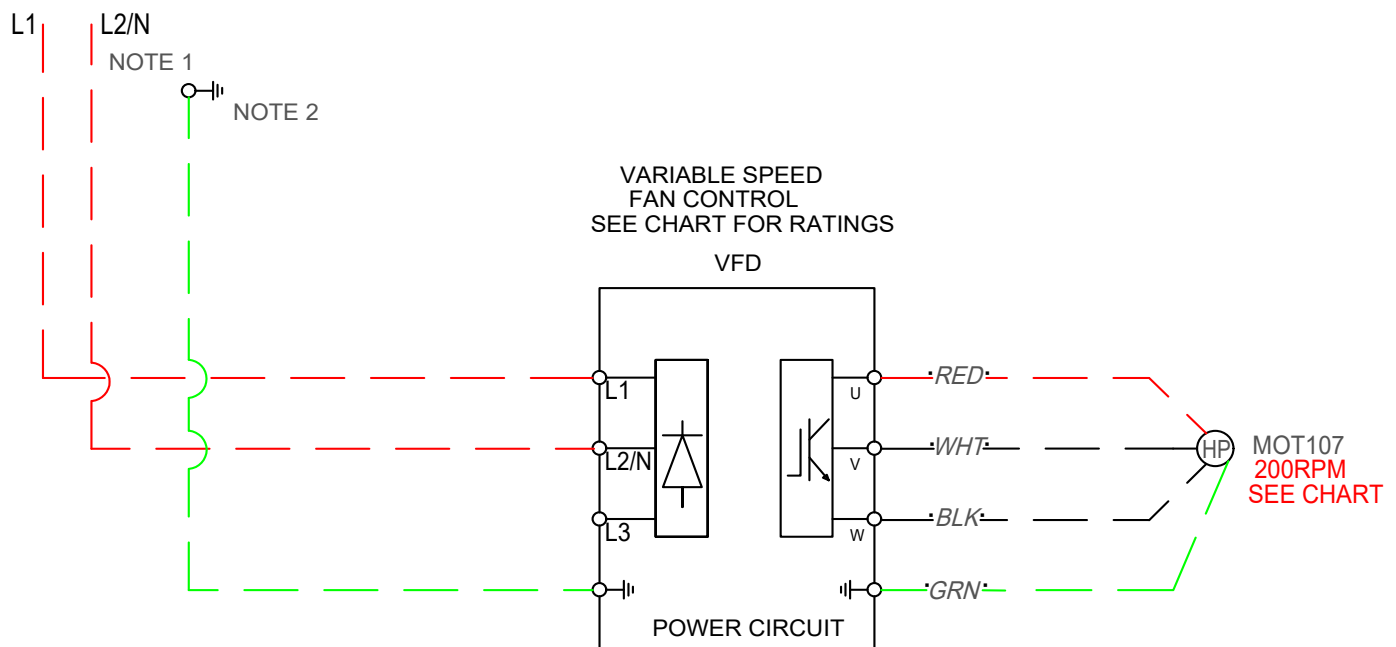 L1 L2/N
NOTE 1
NOTE 2
VARIABLE SPEED
FAN CONTROL
SEE CHART FOR RATINGS
VFD
L1
U
RED
L2/N
V
WHT
HP
MOT107
200RPM
SEE CHART
L3
W
BLK
GRN
POWER CIRCUIT